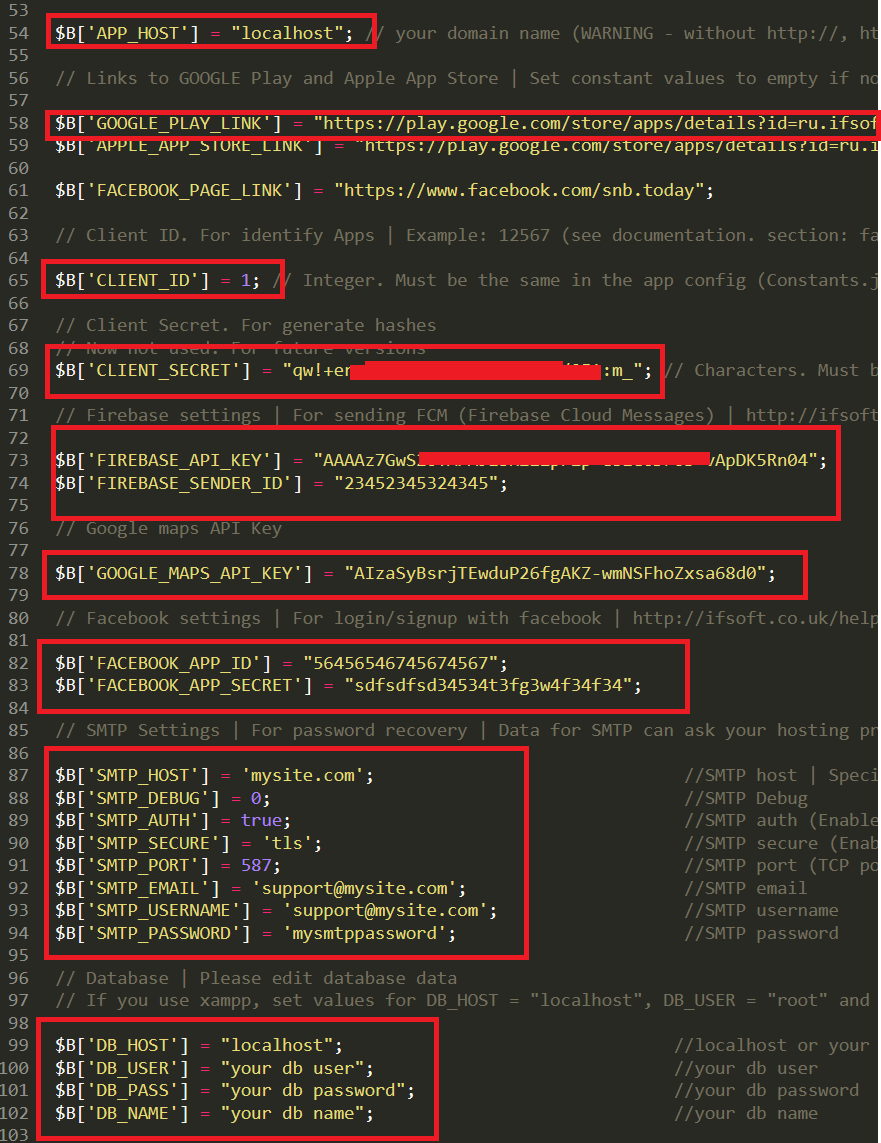 53
54 $B['APP_HOST'] = "localhost"; // your domain name (WARNING - without http://, ht
55
56 // Links to GOOGLE Play and Apple App Store | Set constant values to empty if no
57
58 $B['GOOGLE_PLAY_LINK'] = "https://play.google.com/store/apps/details?id=ru.ifsof
59 $B['APPLE_APP_STORE_LINK'] = "https://play.google.com/store/apps/details?id=ru.i
60
61 $B['FACEBOOK_PAGE_LINK'] = "https://www.facebook.com/snb.today";
62
63 // Client ID. For identify Apps | Example: 12567 (see documentation. section: fa
64
65 $B['CLIENT_ID'] = 1; // Integer. Must be the same in the app config (Constants.j
66
67 // Client Secret. For generate hashes
68 // Now not used. For future versions
69 $B['CLIENT_SECRET'] = "qw!+er :m_"; // Characters. Must b
70
71 // Firebase settings | For sending FCM (Firebase Cloud Messages) | http://ifsoft
72
73 $B['FIREBASE_API_KEY'] = "AAAAz7GwS vApDK5Rn04";
74 $B['FIREBASE_SENDER_ID'] = "23452345324345";
75
76 // Google maps API Key
77
78 $B['GOOGLE_MAPS_API_KEY'] = "AIzaSyBsrjTEwduP26fgAKZ-wmNSFhoZxsa68d0";
79
80 // Facebook settings | For login/signup with facebook | http://ifsoft.co.uk/help
81
82 $B['FACEBOOK_APP_ID'] = "56456546745674567";
83 $B['FACEBOOK_APP_SECRET'] = "sdfsdfsd34534t3fg3w4f34f34";
84
85 // SMTP Settings | For password recovery | Data for SMTP can ask your hosting pr
86
87 $B['SMTP_HOST'] = 'mysite.com'; //SMTP host | Speci
88 $B['SMTP_DEBUG'] = 0; //SMTP Debug
89 $B['SMTP_AUTH'] = true; //SMTP auth (Enable
90 $B['SMTP_SECURE'] = 'tls'; //SMTP secure (Enab
91 $B['SMTP_PORT'] = 587; //SMTP port (TCP po
92 $B['SMTP_EMAIL'] = 'support@mysite.com'; //SMTP email
93 $B['SMTP_USERNAME'] = 'support@mysite.com'; //SMTP username
94 $B['SMTP_PASSWORD'] = 'mysmtppassword'; //SMTP password
95
96 // Database | Please edit database data
97 // If you use xampp, set values for DB_HOST = "localhost", DB_USER = "root" and
98
99 $B['DB_HOST'] = "localhost"; //localhost or your
100 $B['DB_USER'] = "your db user"; //your db user
101 $B['DB_PASS'] = "your db password"; //your db password
102 $B['DB_NAME'] = "your db name"; //your db name
103